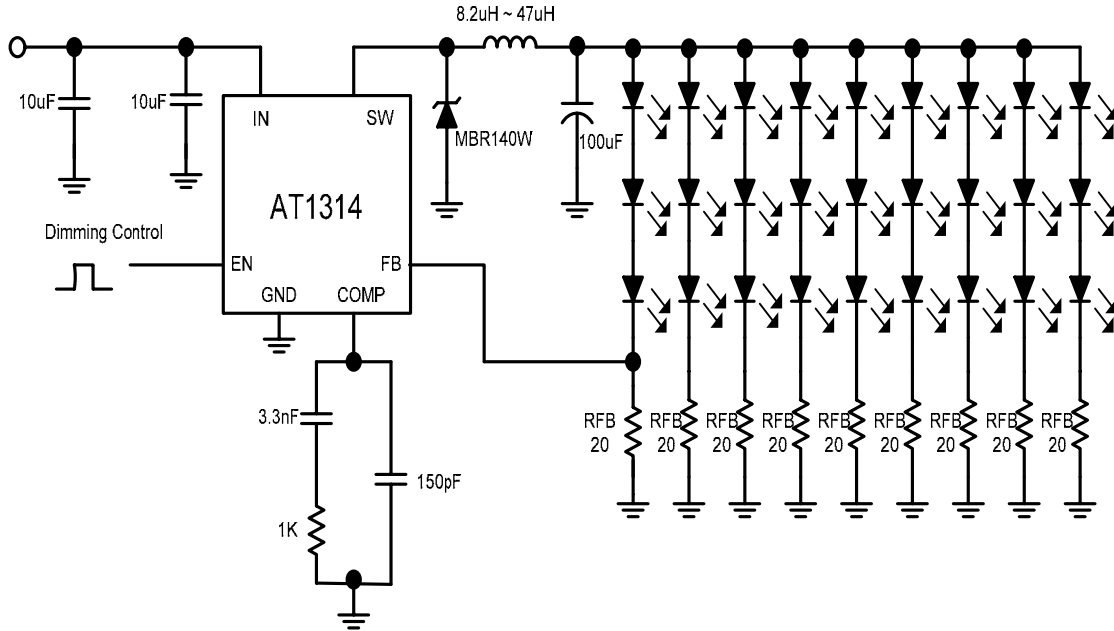 8.2uH ~ 47uH
10uF
10uF
IN
SW
MBR140W
100uF
AT1314
Dimming Control
EN
FB
GND
COMP
3.3nF
150pF
1K
RFB RFB RFB RFB RFB RFB RFB RFB RFB
20 20 20 20 20 20 20 20 20